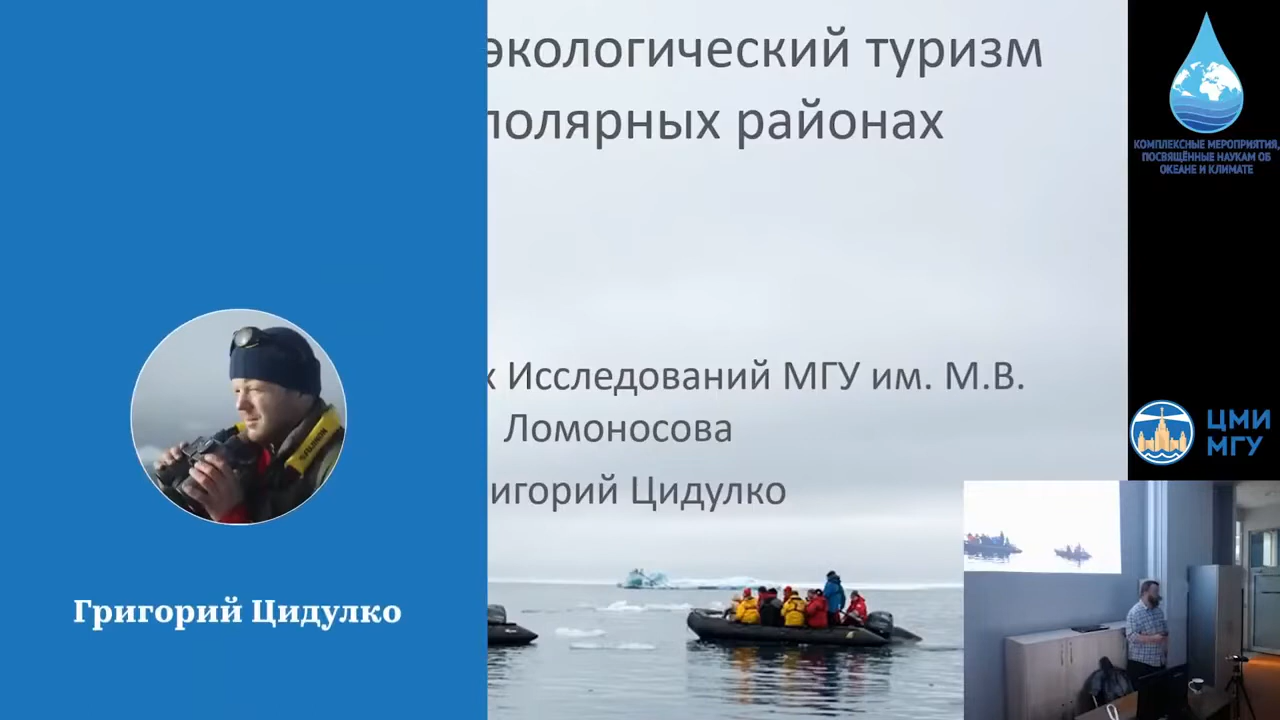 экологический туризм
полярных районах
х Исследований МГУ им. М.В.
Ломоносова
игорий Цидулко
Григорий Цидулко
КОМПЛЕКСНЫЕ МЕРОПРИЯТИЯ,
ПОСВЯЩЁННЫЕ НАУКАМ ОБ
ОКЕАНЕ И КЛИМАТЕ
ЦМИ
МГУ